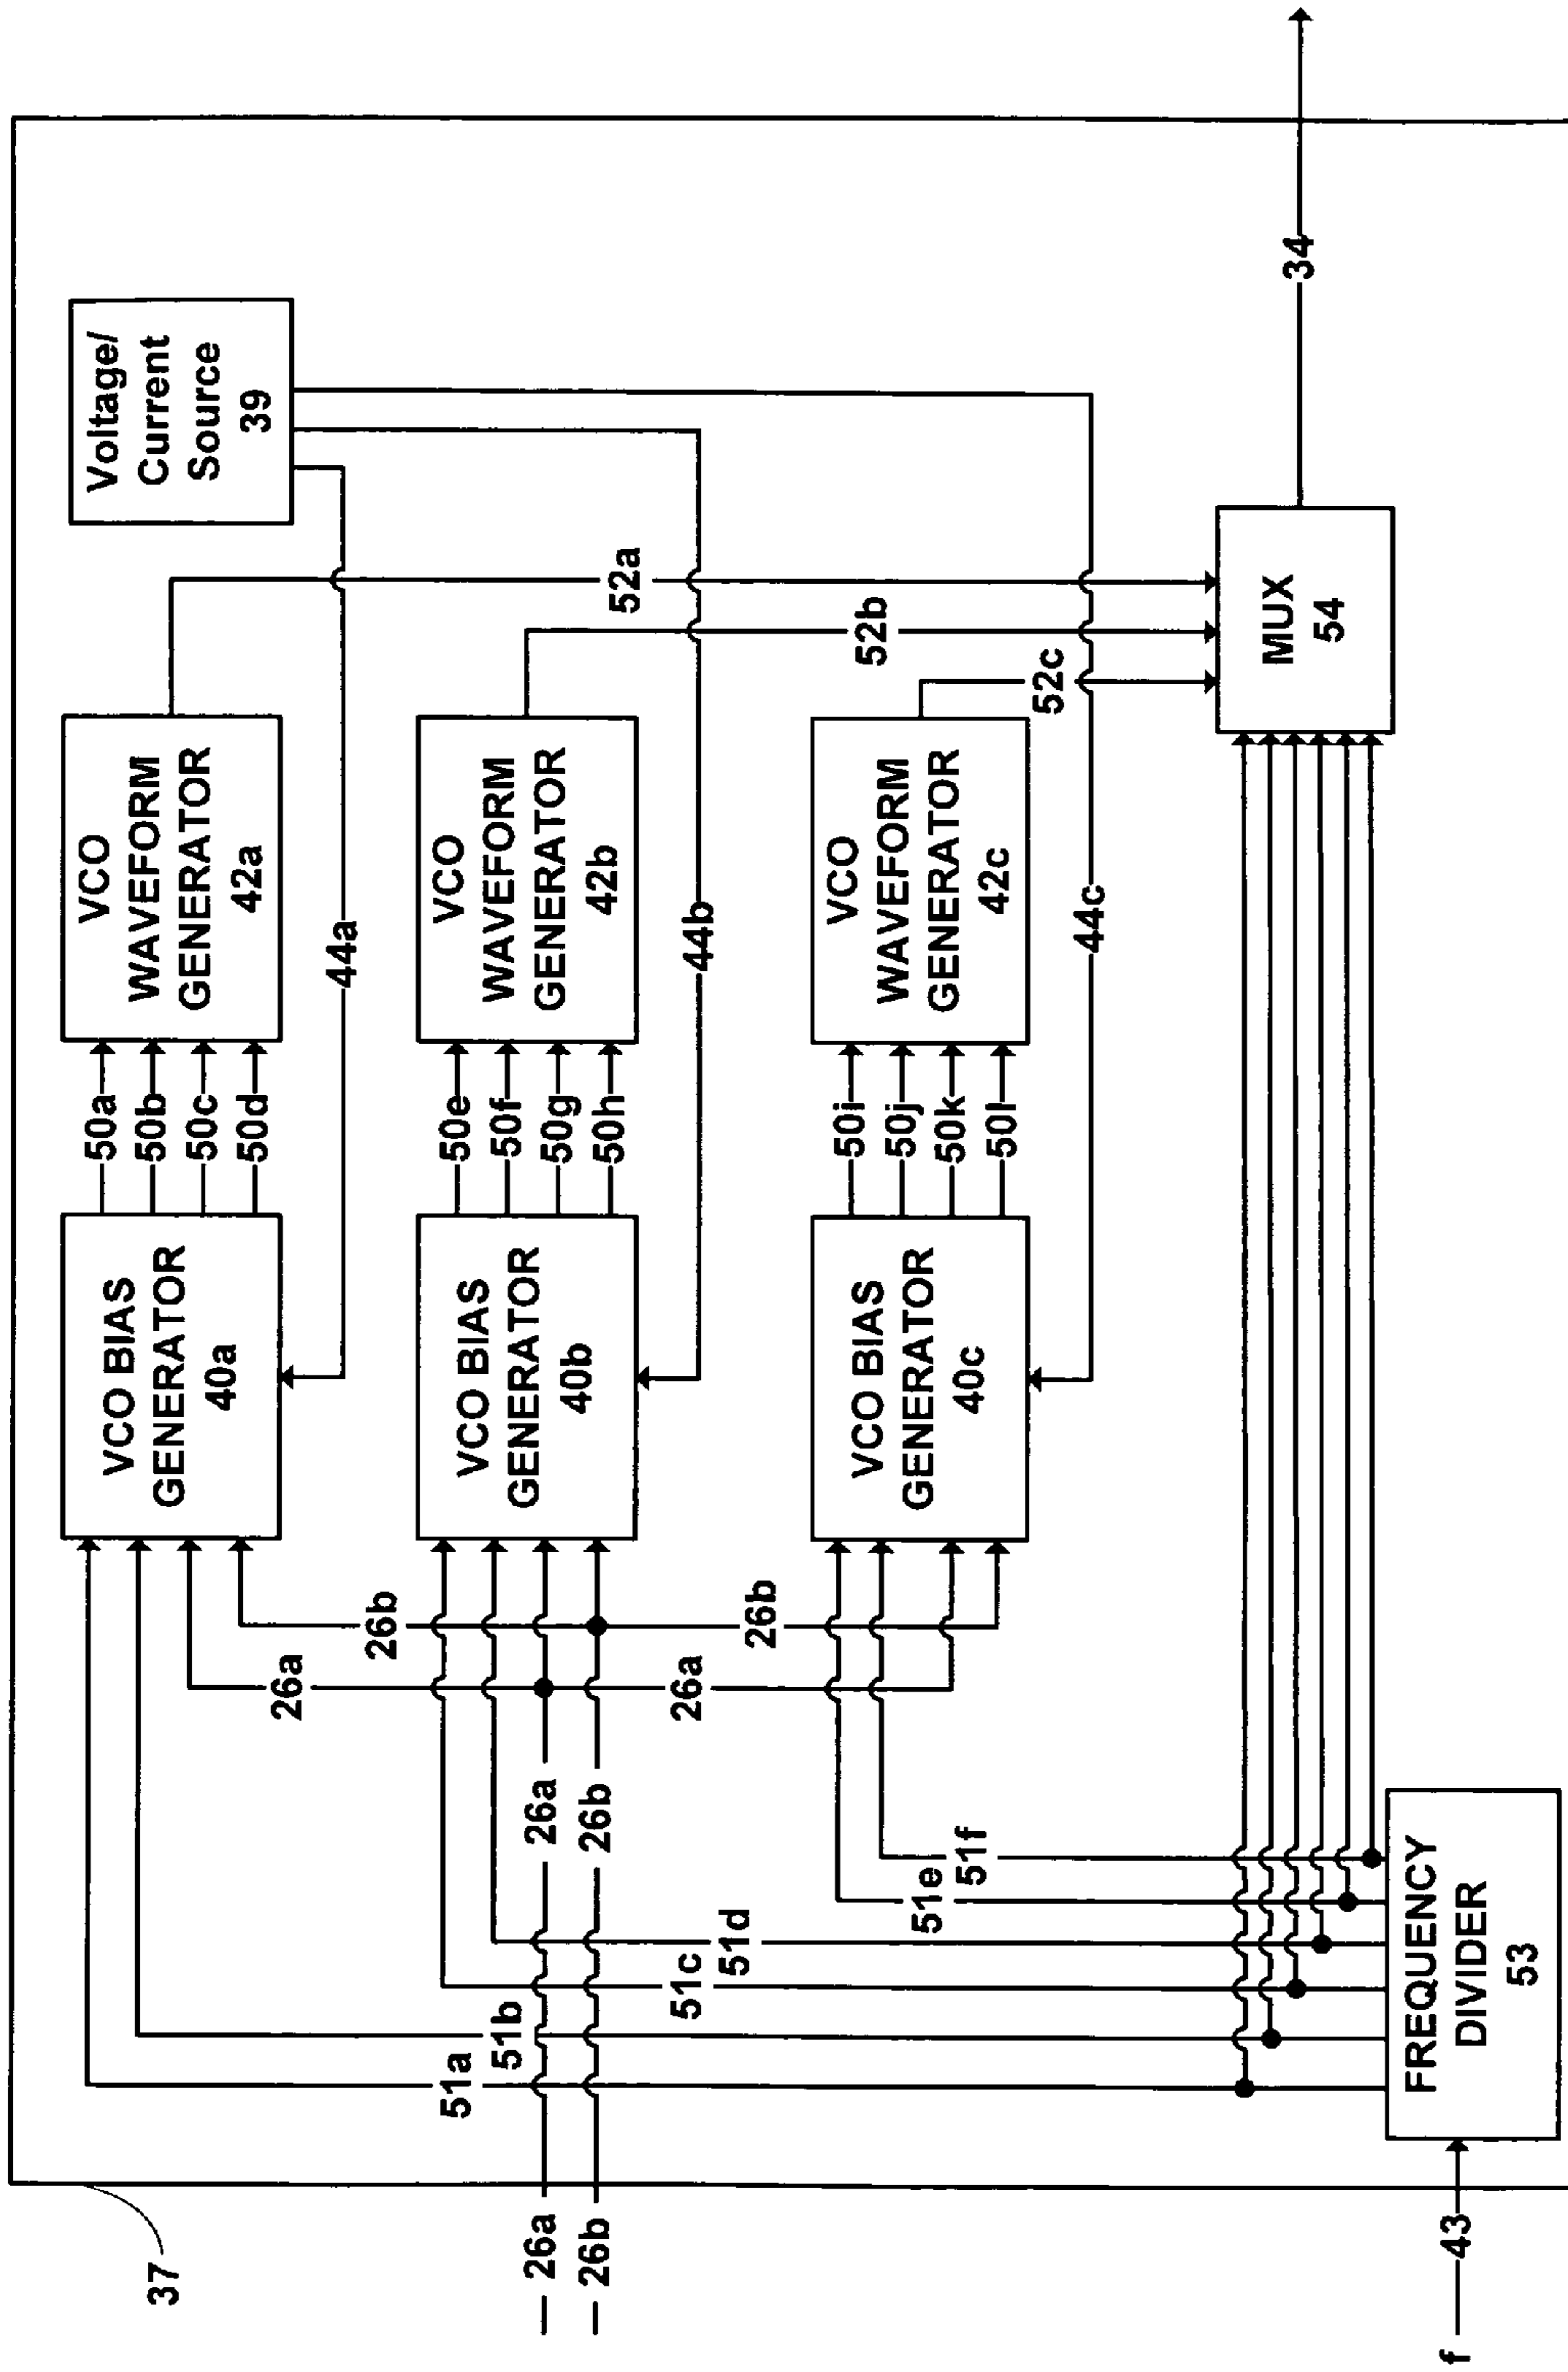 37
VCO BIAS
GENERATOR
40a
50a
50b
50c
50d
VCO
WAVEFORM
GENERATOR
42a
Voltage/
Current
Source
39
44a
26a
26b
VCO BIAS
GENERATOR
40b
50e
50f
50g
50h
VCO
WAVEFORM
GENERATOR
42b
52a
44b
51a
51b
26a
26b
26a
26b
26a
26b
51c
51d
VCO BIAS
GENERATOR
40c
50i
50j
50k
50l
VCO
WAVEFORM
GENERATOR
42c
52b
52c
44c
51e
51f
f
43
FREQUENCY
DIVIDER
53
MUX
54
34